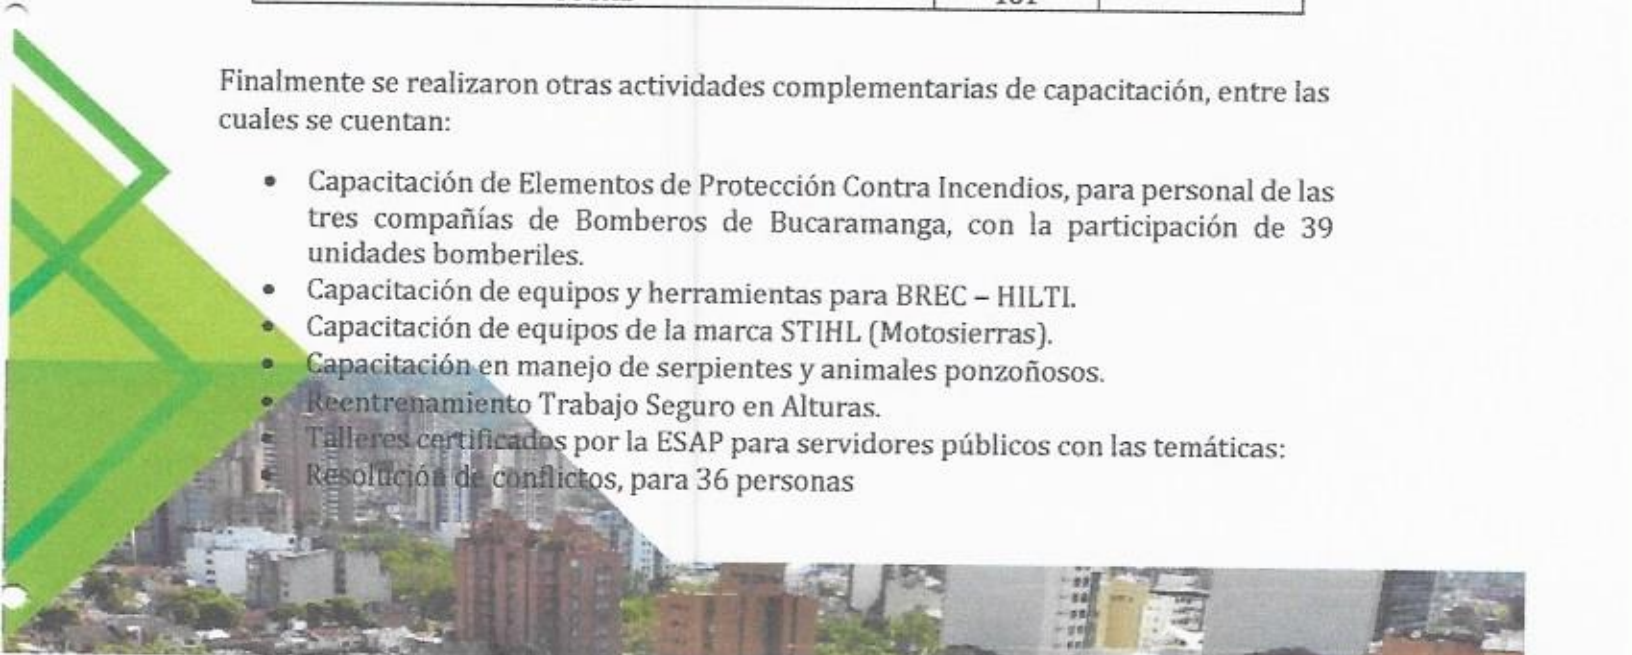 Finalmente se realizaron otras actividades complementarias de capacitación, entre las
cuales se cuentan:
• Capacitación de Elementos de Protección Contra Incendios, para personal de las
tres compañías de Bomberos de Bucaramanga, con la participación de 39
unidades bomberiles.
• Capacitación de equipos y herramientas para BREC – HILTI.
• Capacitación de equipos de la marca STIHL (Motosierras).
• Capacitación en manejo de serpientes y animales ponzoñosos.
• Reentrenamiento Trabajo Seguro en Alturas.
• Talleres certificados por la ESAP para servidores públicos con las temáticas:
• Resolución de conflictos, para 36 personas